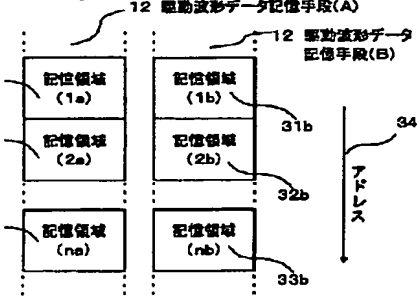 12 駆動波形データ記憶手段(A)
12 駆動波形データ
記憶手段(B)
記憶領域
(1a)
記憶領域
(1b)
31b
34
記憶領域
(2a)
記憶領域
(2b)
32b
アドレス
記憶領域
(na)
記憶領域
(nb)
33b